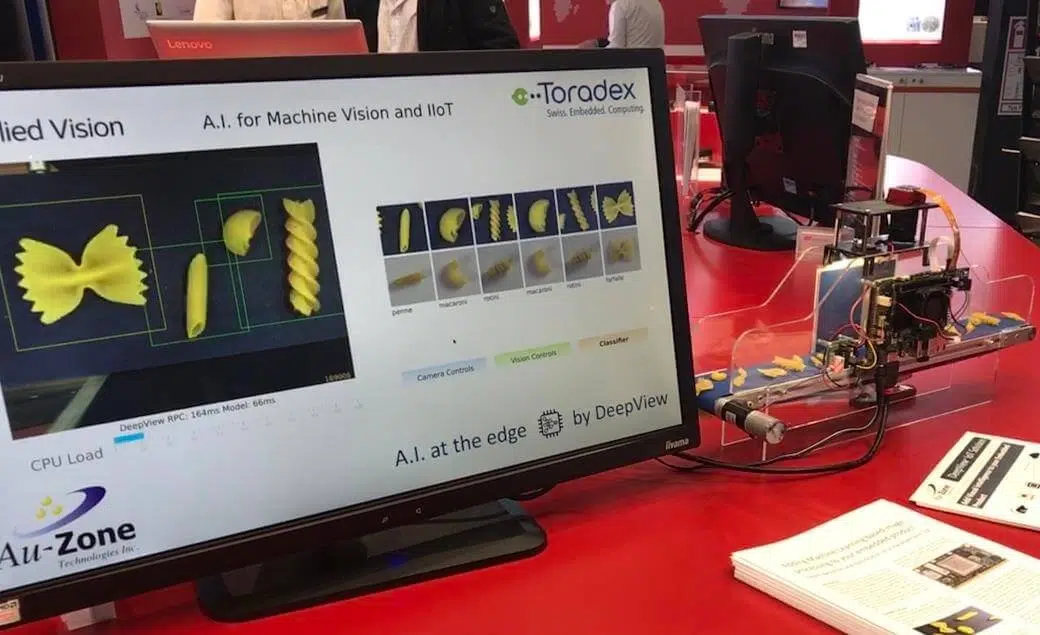 Lenovo
lied Vision
A.I. for Machine Vision and IIoT
Toradex
Swiss. Embedded. Computing.
penne
macaroni
rotini
macaroni
rotini
farfalle
Camera Controls
Vision Controls
Classifier
DeepView RPC: 164ms Model: 66ms
CPU Load
A.I. at the edge
by DeepView
Au-Zone
Technologies Inc.
iiyama